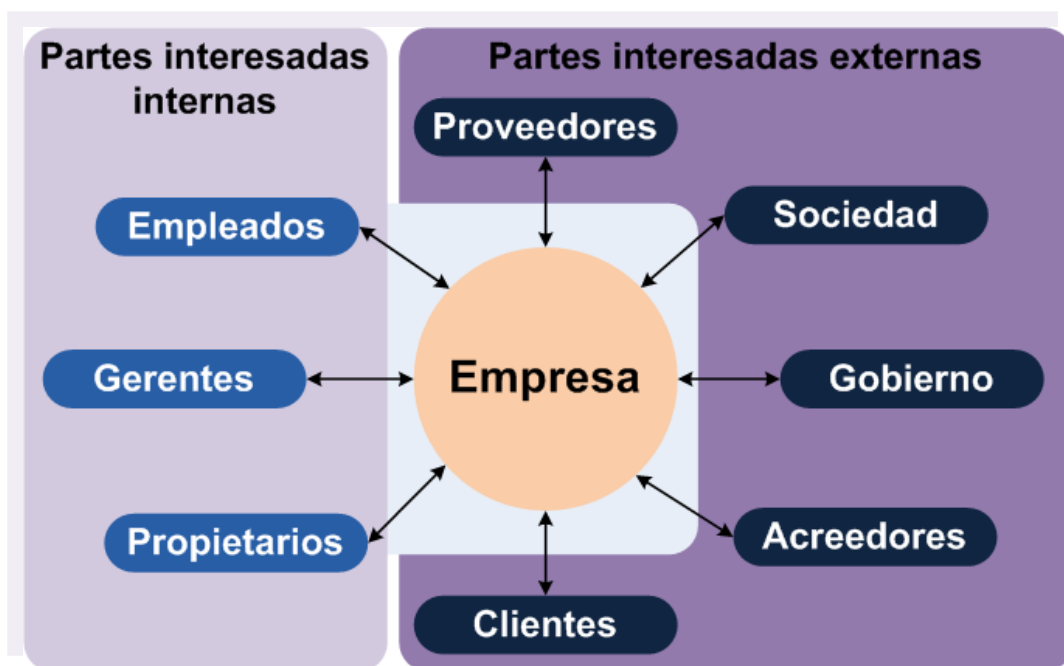 Partes interesadas
internas
Partes interesadas externas
Proveedores
Empleados
Sociedad
Gerentes
Empresa
Gobierno
Propietarios
Acreedores
Clientes